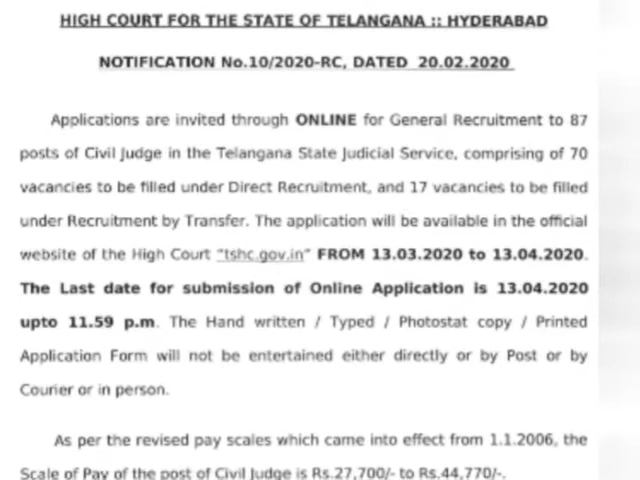 HIGH COURT FOR THE STATE OF TELANGANA :: HYDERABAD
NOTIFICATION No.10/2020-RC, DATED 20.02.2020
Applications are invited through ONLINE for General Recruitment to 87
posts of Civil Judge in the Telangana State Judicial Service, comprising of 70
vacancies to be filled under Direct Recruitment, and 17 vacancies to be filled
under Recruitment by Transfer. The application will be available in the official
website of the High Court “tshc.gov.in” FROM 13.03.2020 to 13.04.2020.
The Last date for submission of Online Application is 13.04.2020
upto 11.59 p.m. The Hand written / Typed / Photostat copy / Printed
Application Form will not be entertained either directly or by Post or by
Courier or in person.
As per the revised pay scales which came into effect from 1.1.2006, the
Scale of Pay of the post of Civil Judge is Rs.27,700/- to Rs.44,770/-.